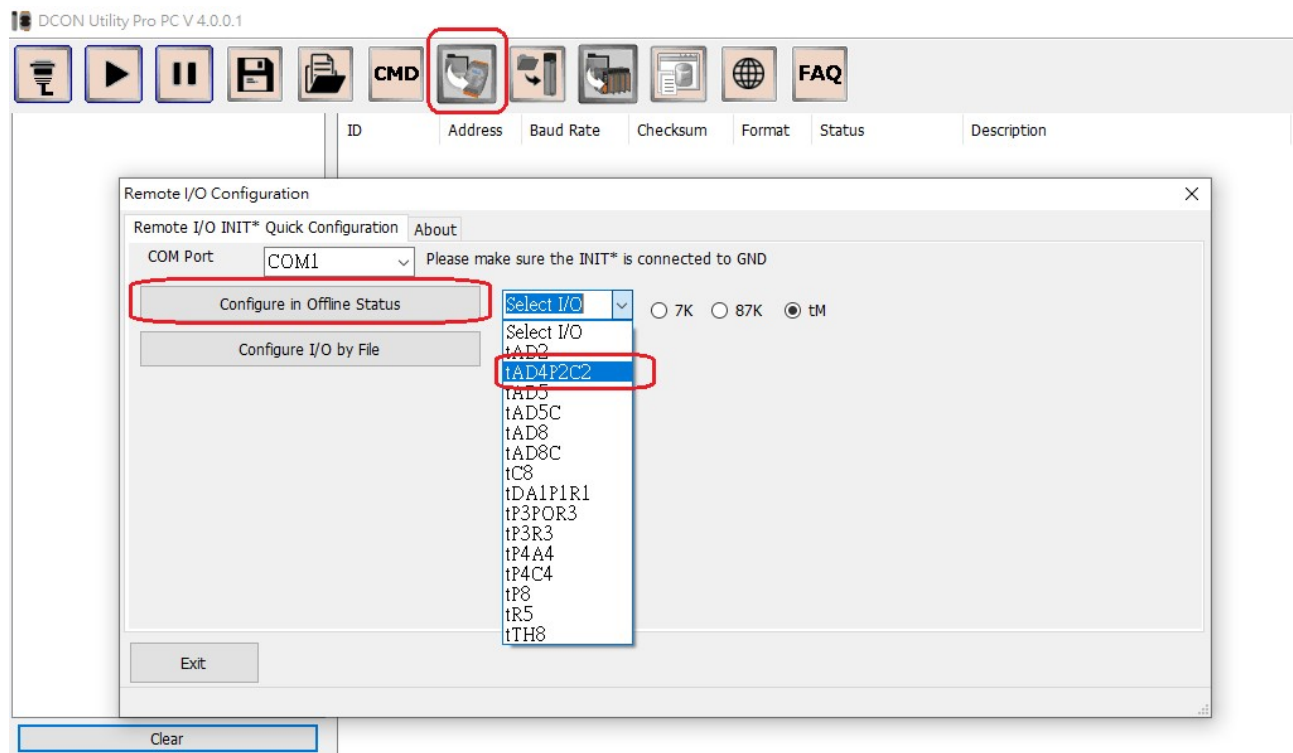 DCON Utility Pro PC V 4.0.0.1
CMD
FAQ
ID Address Baud Rate Checksum Format Status Description
Remote I/O Configuration
Remote I/O INIT* Quick Configuration About
COM Port COM1 Please make sure the INIT* is connected to GND
Configure in Offline Status Select I/O 7K 87K tM
Configure I/O by File
Select I/O
tAD2
tAD4P2C2
tAD5
tAD5C
tAD8
tAD8C
tC8
tDA1P1R1
tP3POR3
tP3R3
tP4A4
tP4C4
tP8
tR5
tTH8
Exit
Clear